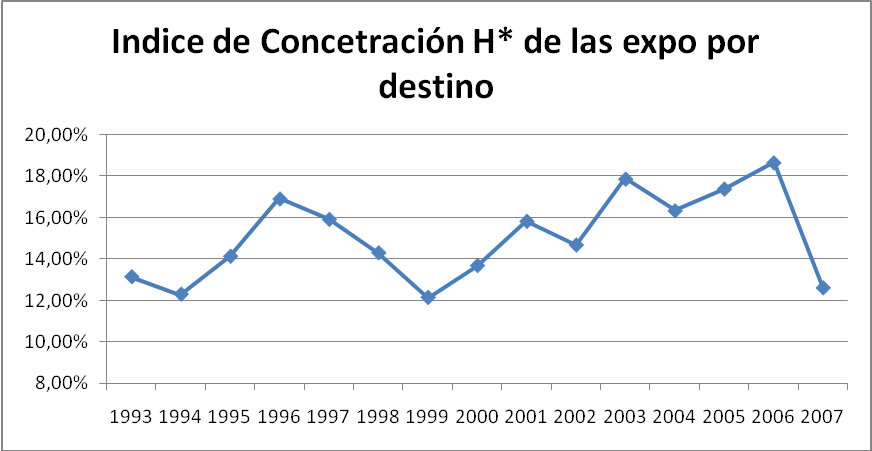 Indice de Concetración H* de las expo por
destino
20,00%
18,00%
16,00%
14,00%
12,00%
10,00%
8,00%
1993 1994 1995 1996 1997 1998 1999 2000 2001 2002 2003 2004 2005 2006 2007